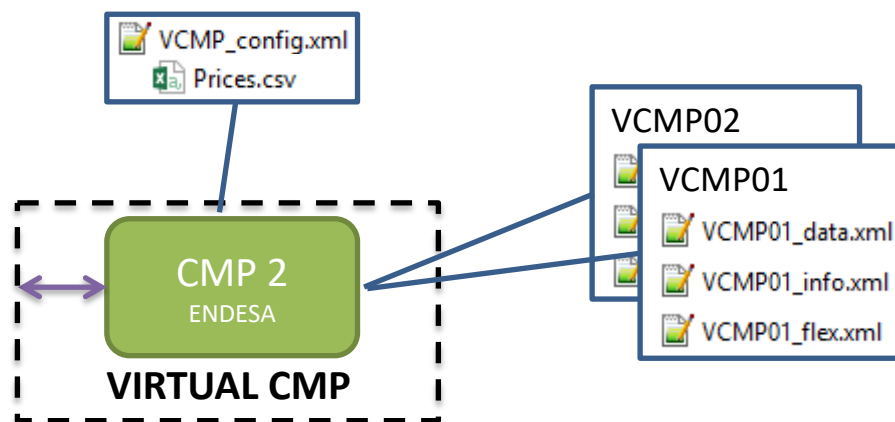 VCMP_config.xml
Prices.csv
VCMP02
VCMP01
VCMP01_data.xml
VCMP01_info.xml
VCMP01_flex.xml
CMP 2
ENDESA
VIRTUAL CMP